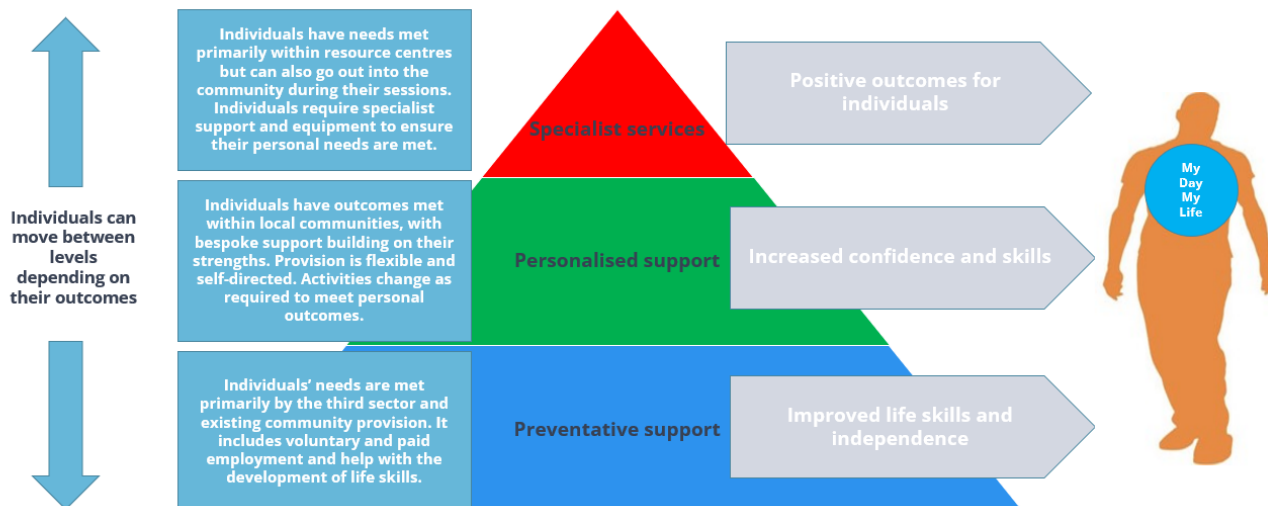 Individuals can
move between
levels
depending on
their outcomes
Individuals have needs met
primarily within resource centres
but can also go out into the
community during their sessions.
Individuals require specialist
support and equipment to ensure
their personal needs are met.
Specialist services
Positive outcomes for
individuals
Individuals have outcomes met
within local communities, with
bespoke support building on their
strengths. Provision is flexible and
self-directed. Activities change as
required to meet personal
outcomes.
Personalised support
Increased confidence and skills
Individuals’ needs are met
primarily by the third sector and
existing community provision. It
includes voluntary and paid
employment and help with the
development of life skills.
Preventative support
Improved life skills and
independence
My
Day
My
Life